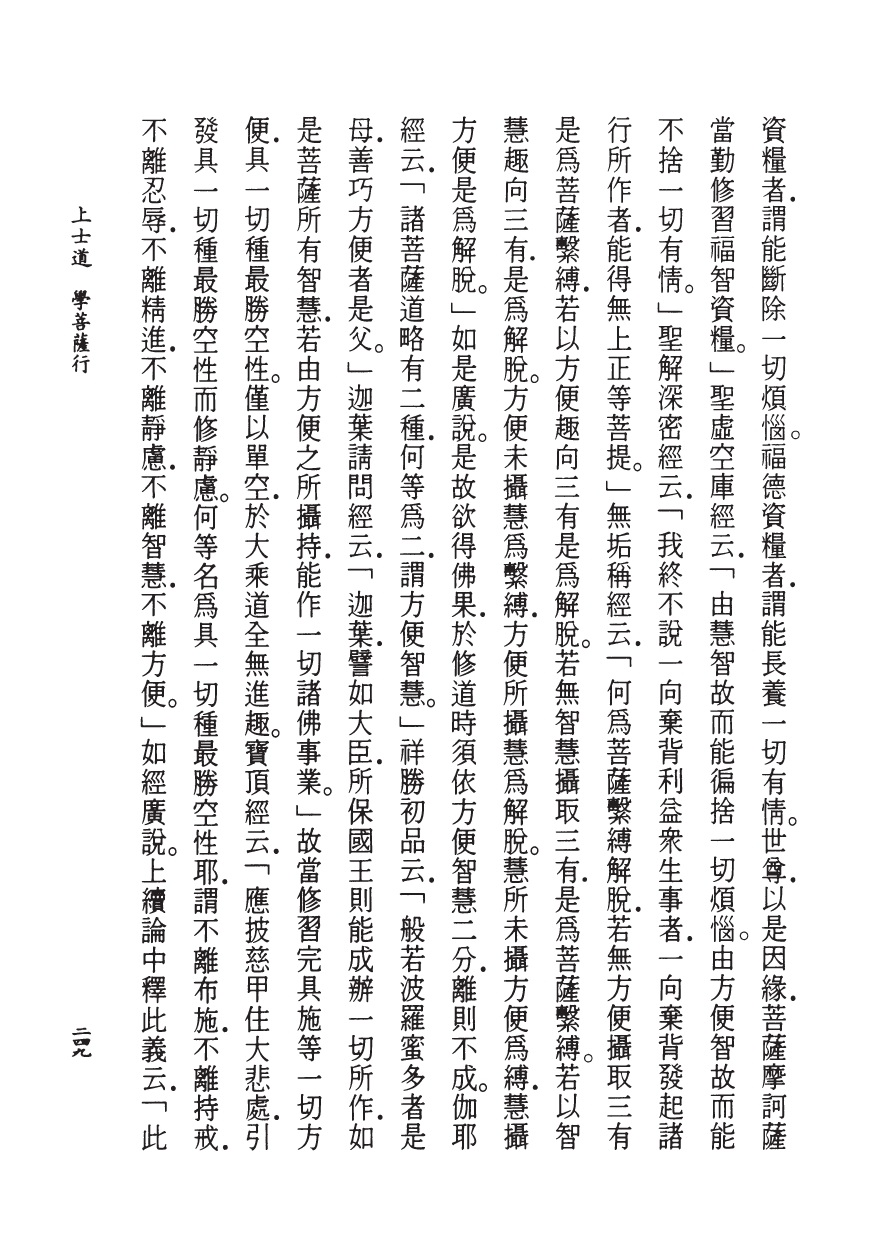 資糧者．謂能斷除一切煩惱。福德資糧者．謂能長養一切有情。世尊．以是因緣．菩薩摩訶薩
當勤修習福智資糧。」聖虛空庫經云．「由慧智故而能徧捨一切煩惱。由方便智故而能
不捨一切有情。」聖解深密經云．「我終不說一向棄背利益衆生事者．一向棄背發起諸
行所作者．能得無上正等菩提。」無垢稱經云．「何爲菩薩繫縛解脫．若無方便攝取三有
是爲菩薩繫縛．若以方便趣向三有是爲解脫。若無智慧攝取三有．是爲菩薩繫縛。若以智
慧趣向三有．是爲解脫。方便未攝慧爲繫縛．方便所攝慧爲解脫。慧所未攝方便爲縛．慧攝
方便是爲解脫。」如是廣說。是故欲得佛果．於修道時須依方便智慧二分．離則不成。伽耶
經云．「諸菩薩道略有二種．何等爲二．謂方便智慧。」祥勝初品云．「般若波羅蜜多者是
母．善巧方便者是父。」迦葉請問經云．「迦葉．譬如大臣．所保國王則能成辦一切所作．如
是菩薩所有智慧．若由方便之所攝持．能作一切諸佛事業。」故當修習完具施等一切方
便．具一切種最勝空性。僅以單空．於大乘道全無進趣。寶頂經云．「應披慈甲住大悲處．引
發具一切種最勝空性而修靜慮。何等名爲具一切種最勝空性耶．謂不離布施．不離持戒．
不離忍辱．不離精進．不離靜慮．不離智慧．不離方便。」如經廣說。上續論中釋此義云．「此
上士道　學菩薩行
二四九